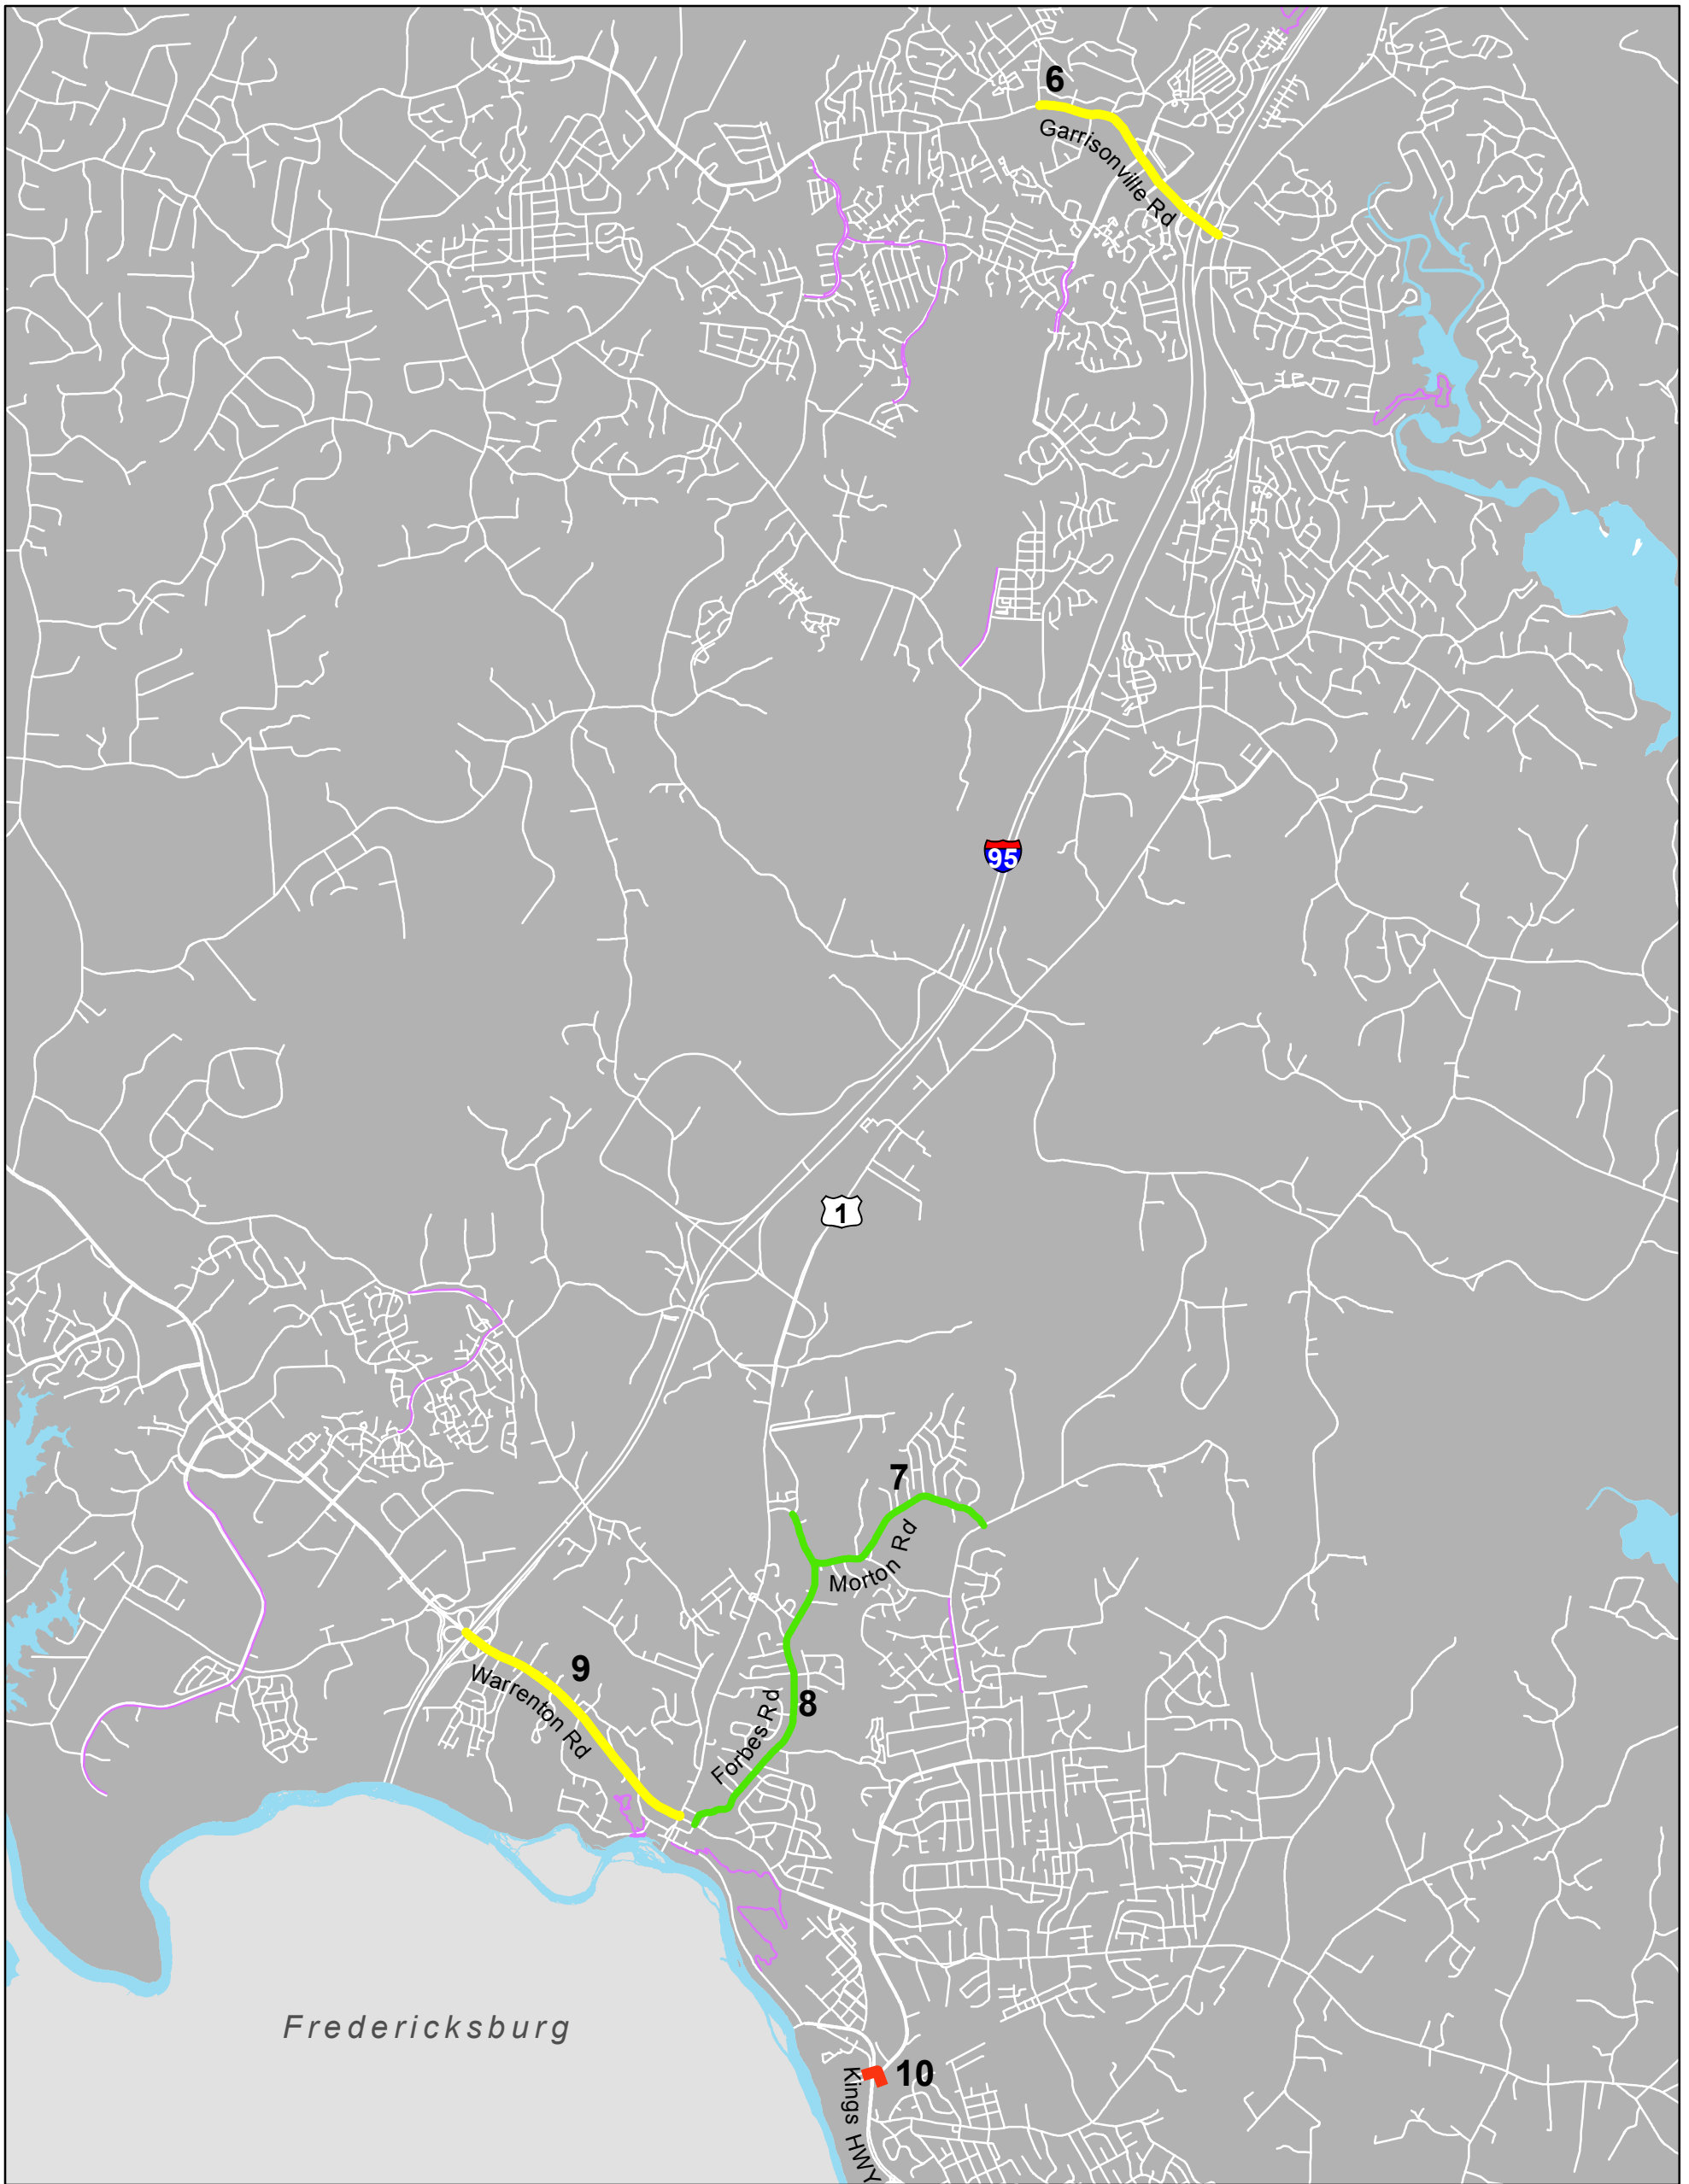 6
Garrisonville Rd
95
1
7
Morton Rd
9
Warrenton Rd
8
Forbes Rd
Fredericksburg
10
Kings HWY